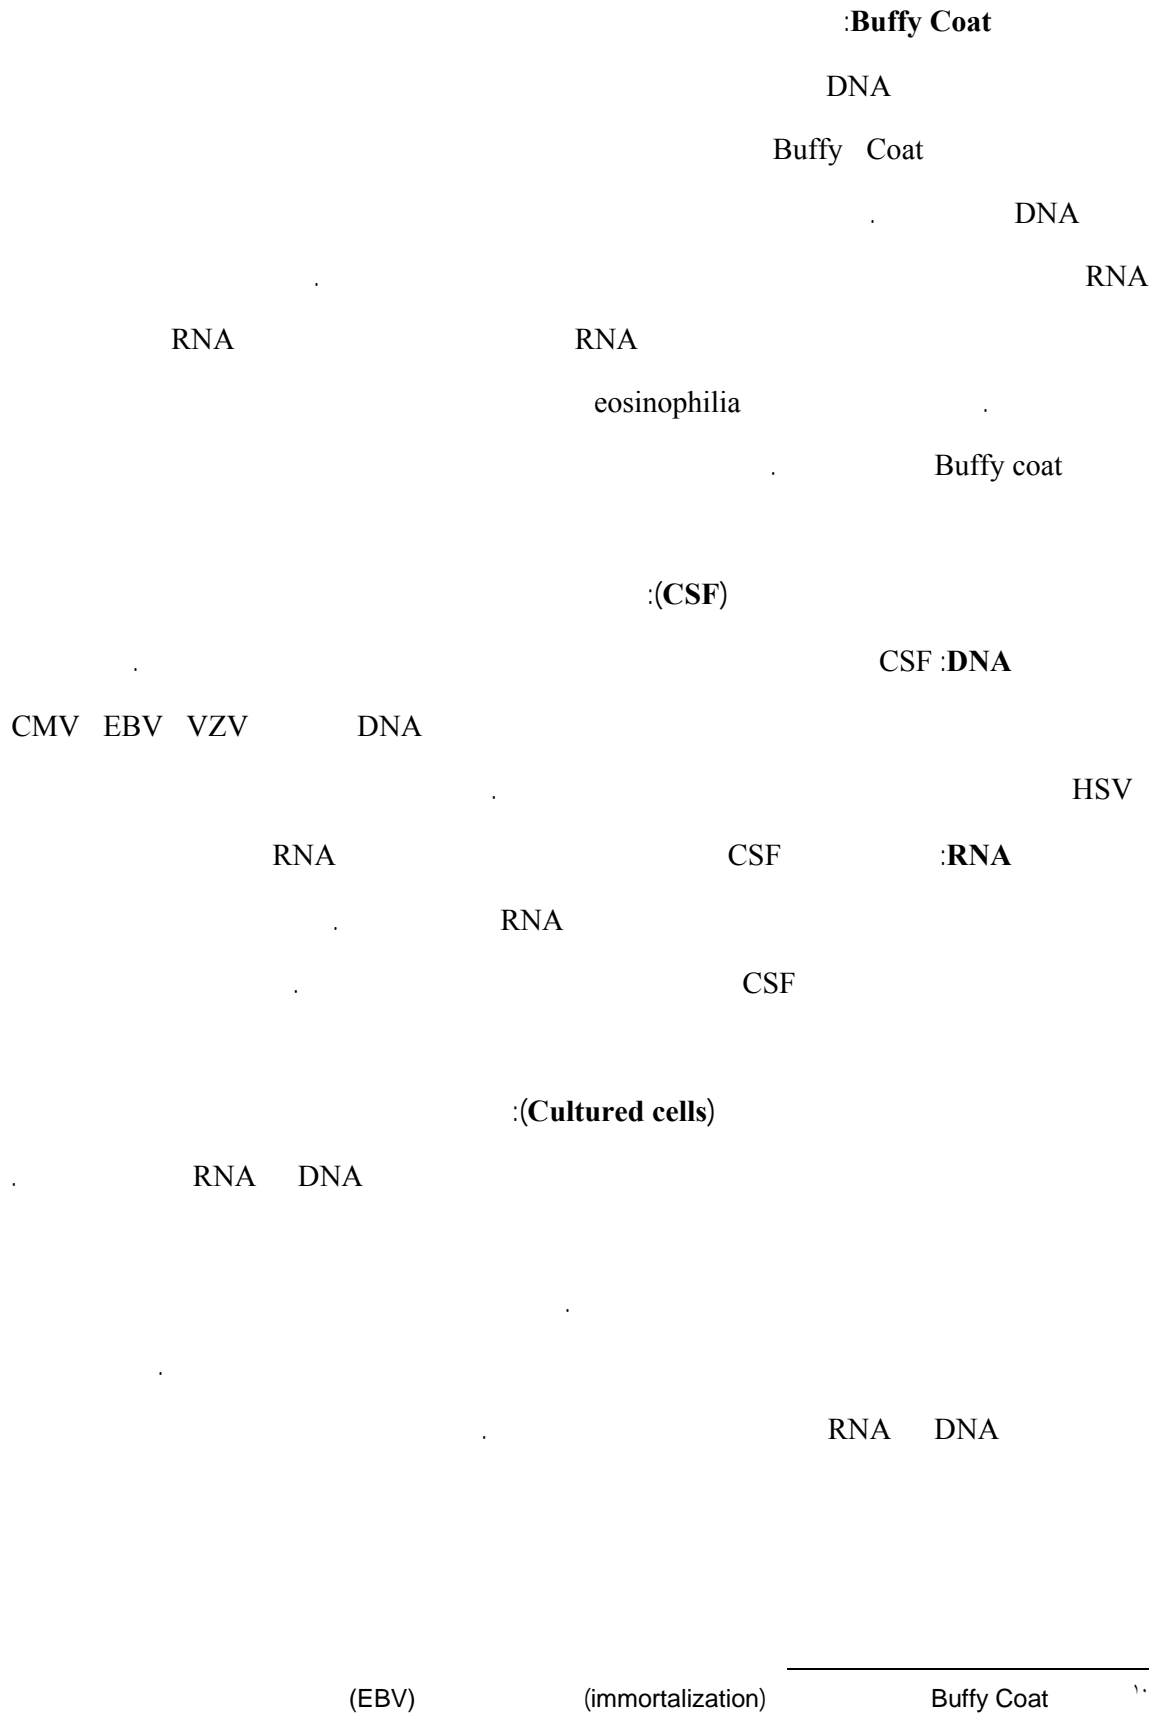 Buffy Coat:
DNA
Buffy Coat
DNA .
RNA .
RNA RNA
. eosinophilia
Buffy coat .
(CSF):
DNA: CSF .
DNA VZV EBV CMV
HSV .
RNA: CSF RNA
RNA .
CSF .
(Cultured cells):
DNA RNA .
.
.
DNA RNA .
١٠ Buffy Coat (immortalization) (EBV)